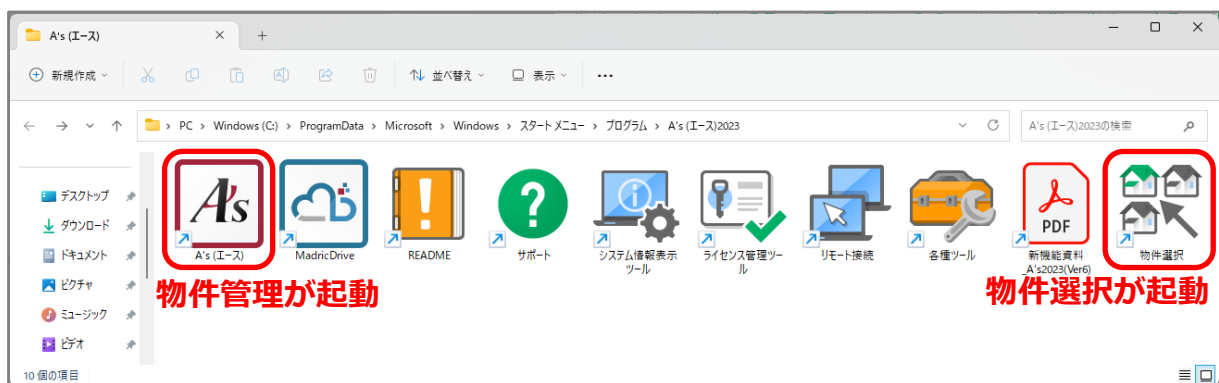 A's (エース)
新規作成
並べ替え
表示
PC > Windows (C:) > ProgramData > Microsoft > Windows > スタート メニュー > プログラム > A's (エース)2023
A's (エース)2023の検索
デスクトップ
ダウンロード
ドキュメント
ピクチャ
ミュージック
ビデオ
A's
A's (エース)
MadricDrive
README
サポート
システム情報表示
ツール
ライセンス管理ツー
ル
リモート接続
各種ツール
PDF
新機能資料
_A's2023(Ver6)
物件選択
物件管理が起動
物件選択が起動
10 個の項目